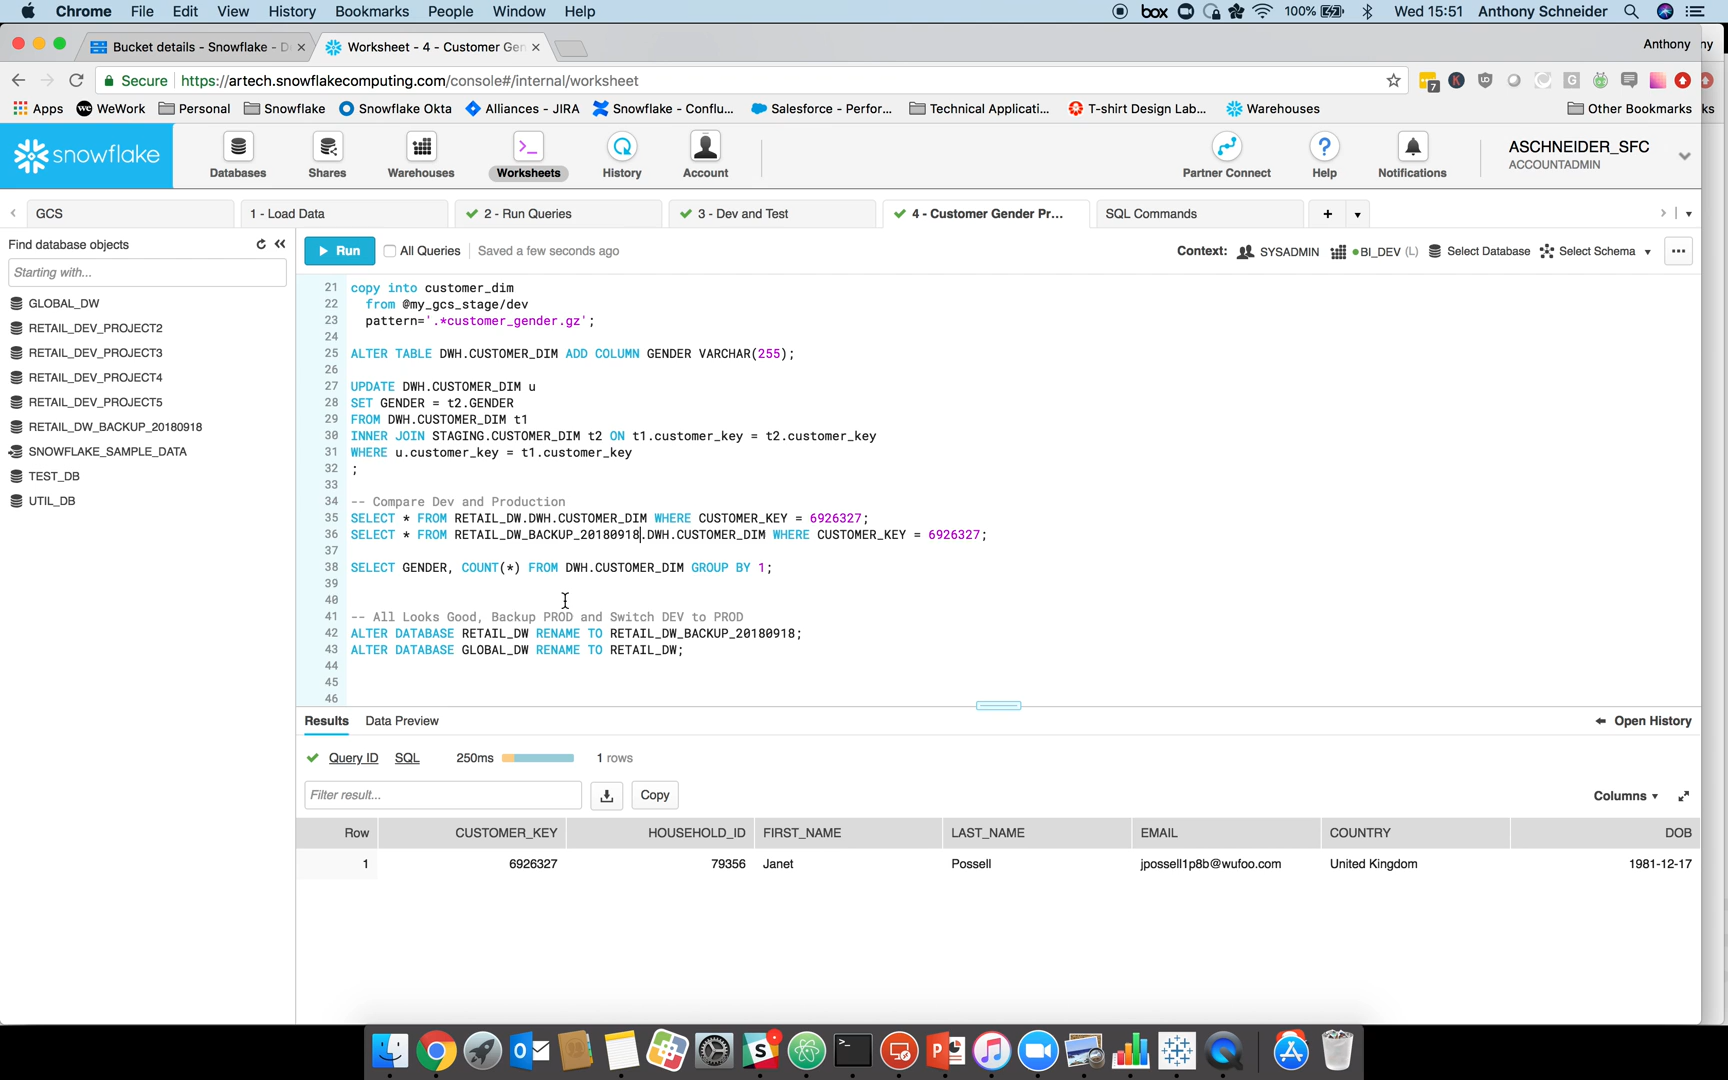 Chrome File Edit View History Bookmarks People Window Help box 100% Wed 15:51 Anthony Schneider
Bucket details - Snowflake - D Worksheet - 4 - Customer Gen Anthony ny
Secure https://artech.snowflakecomputing.com/console#/internal/worksheet 7
Apps WeWork Personal Snowflake Snowflake Okta Alliances - JIRA Snowflake - Conflu... Salesforce - Perfor... Technical Applicati... T-shirt Design Lab... Warehouses Other Bookmarks ks
snowflake Databases Shares Warehouses Worksheets History Account Partner Connect Help Notifications ASCHNEIDER_SFC
ACCOUNTADMIN
GCS 1 - Load Data 2 - Run Queries 3 - Dev and Test 4 - Customer Gender Pr... SQL Commands
Find database objects
Starting with...
GLOBAL_DW
RETAIL_DEV_PROJECT2
RETAIL_DEV_PROJECT3
RETAIL_DEV_PROJECT4
RETAIL_DEV_PROJECT5
RETAIL_DW_BACKUP_20180918
SNOWFLAKE_SAMPLE_DATA
TEST_DB
UTIL_DB
Run All Queries Saved a few seconds ago Context: SYSADMIN BI_DEV (L) Select Database Select Schema
21 copy into customer_dim
22 from @my_gcs_stage/dev
23 pattern='.*customer_gender.gz';
24
25 ALTER TABLE DWH.CUSTOMER_DIM ADD COLUMN GENDER VARCHAR(255);
26
27 UPDATE DWH.CUSTOMER_DIM u
28 SET GENDER = t2.GENDER
29 FROM DWH.CUSTOMER_DIM t1
30 INNER JOIN STAGING.CUSTOMER_DIM t2 ON t1.customer_key = t2.customer_key
31 WHERE u.customer_key = t1.customer_key
32 ;
33
34 -- Compare Dev and Production
35 SELECT * FROM RETAIL_DW.DWH.CUSTOMER_DIM WHERE CUSTOMER_KEY = 6926327;
36 SELECT * FROM RETAIL_DW_BACKUP_20180918.DWH.CUSTOMER_DIM WHERE CUSTOMER_KEY = 6926327;
37
38 SELECT GENDER, COUNT(*) FROM DWH.CUSTOMER_DIM GROUP BY 1;
39
40
41 -- All Looks Good, Backup PROD and Switch DEV to PROD
42 ALTER DATABASE RETAIL_DW RENAME TO RETAIL_DW_BACKUP_20180918;
43 ALTER DATABASE GLOBAL_DW RENAME TO RETAIL_DW;
44
45
46
Results Data Preview Open History
Query ID SQL 250ms 1 rows
Filter result... Copy Columns
Row CUSTOMER_KEY HOUSEHOLD_ID FIRST_NAME LAST_NAME EMAIL COUNTRY DOB
1 6926327 79356 Janet Possell jpossell1p8b@wufoo.com United Kingdom 1981-12-17